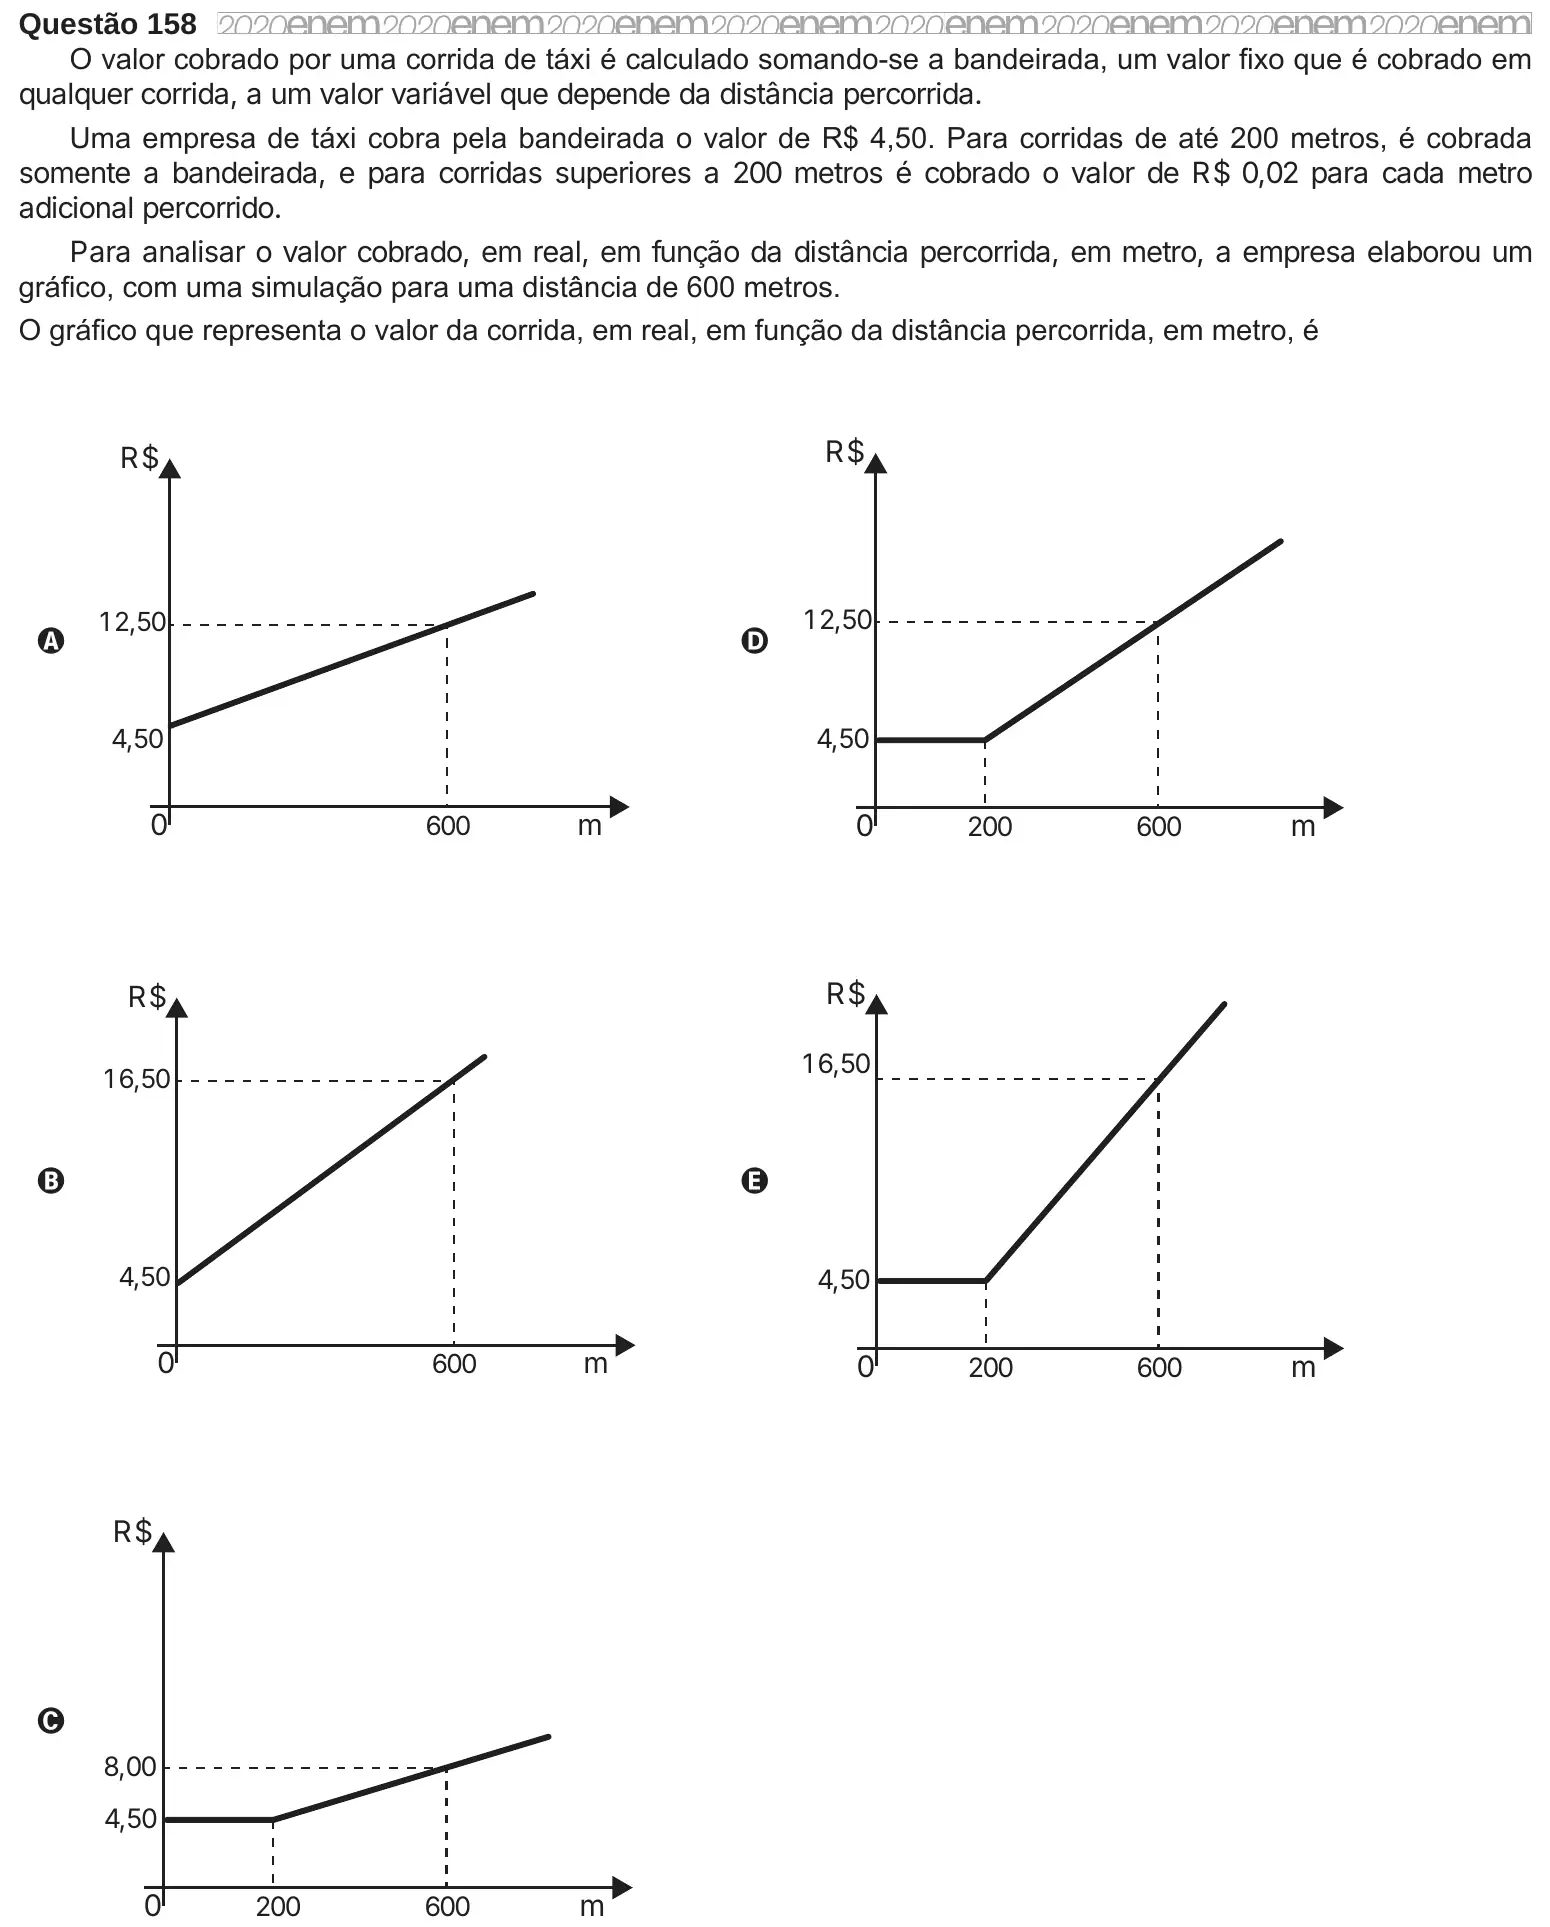 Questão 158 2020enem2020enem2020enem2020enem2020enem2020enem2020enem2020enem
O valor cobrado por uma corrida de táxi é calculado somando-se a bandeirada, um valor fixo que é cobrado em
qualquer corrida, a um valor variável que depende da distância percorrida.
Uma empresa de táxi cobra pela bandeirada o valor de R$ 4,50. Para corridas de até 200 metros, é cobrada
somente a bandeirada, e para corridas superiores a 200 metros é cobrado o valor de R$ 0,02 para cada metro
adicional percorrido.
Para analisar o valor cobrado, em real, em função da distância percorrida, em metro, a empresa elaborou um
gráfico, com uma simulação para uma distância de 600 metros.
O gráfico que representa o valor da corrida, em real, em função da distância percorrida, em metro, é
A
R$
12,50
4,50
0 600 m
B
R$
16,50
4,50
0 600 m
C
R$
8,00
4,50
0 200 600 m
D
R$
12,50
4,50
0 200 600 m
E
R$
16,50
4,50
0 200 600 m